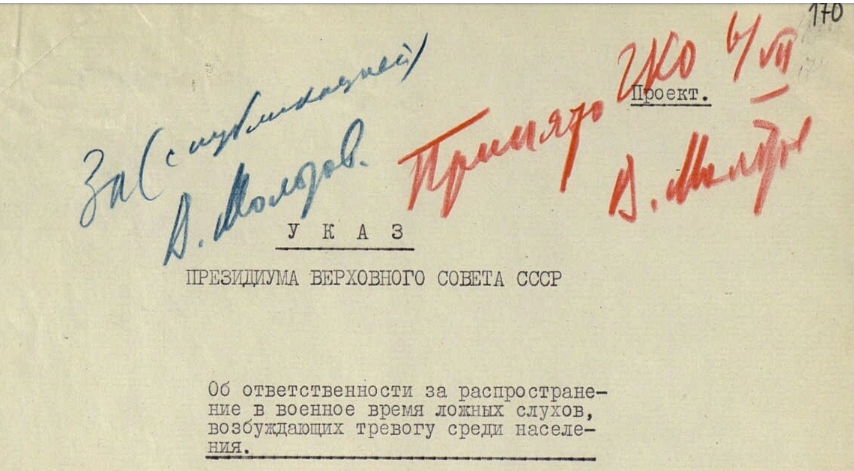 170
За (с публикацией)
В. Молотов.
Принято ГКО 6/VII
В. Молотов
Проект.
У К А З
ПРЕЗИДИУМА ВЕРХОВНОГО СОВЕТА СССР
Об ответственности за распростране-
ние в военное время ложных слухов,
возбуждающих тревогу среди населе-
ния.